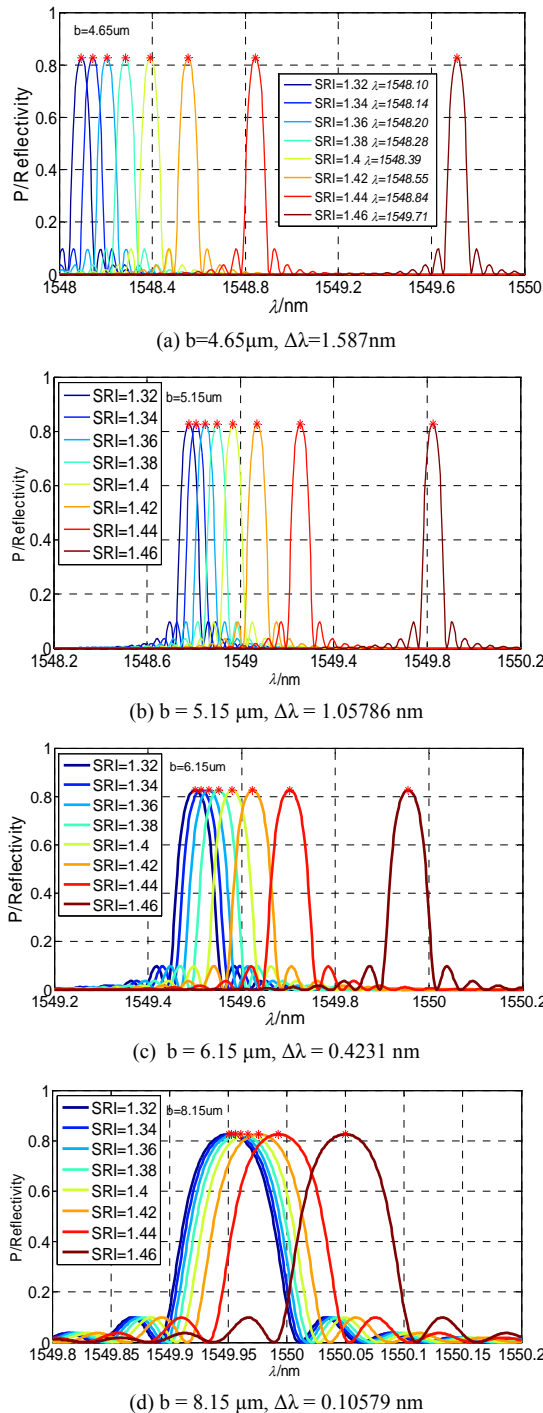 b=4.65µm
P/Reflectivity
1
0.8
0.6
0.4
0.2
0
SRI=1.32 λ=1548.10
SRI=1.34 λ=1548.14
SRI=1.36 λ=1548.20
SRI=1.38 λ=1548.28
SRI=1.4 λ=1548.39
SRI=1.42 λ=1548.55
SRI=1.44 λ=1548.84
SRI=1.46 λ=1549.71
1548 1548.4 1548.8 1549.2 1549.6 1550
λ/nm
(a) b=4.65µm, Δλ=1.587nm
b=5.15um
P/Reflectivity
1
0.8
0.6
0.4
0.2
0
SRI=1.32
SRI=1.34
SRI=1.36
SRI=1.38
SRI=1.4
SRI=1.42
SRI=1.44
SRI=1.46
1548.2 1548.6 1549 1549.4 1549.8 1550.2
λ/nm
(b) b = 5.15 µm, Δλ = 1.05786 nm
b=6.15um
P/Reflectivity
1
0.8
0.6
0.4
0.2
0
SRI=1.32
SRI=1.34
SRI=1.36
SRI=1.38
SRI=1.4
SRI=1.42
SRI=1.44
SRI=1.46
1549.2 1549.4 1549.6 1549.8 1550 1550.2
λ/nm
(c) b = 6.15 µm, Δλ = 0.4231 nm
b=8.15um
P/Reflectivity
1
0.8
0.6
0.4
0.2
0
SRI=1.32
SRI=1.34
SRI=1.36
SRI=1.38
SRI=1.4
SRI=1.42
SRI=1.44
SRI=1.46
1549.8 1549.85 1549.9 1549.95 1550 1550.05 1550.1 1550.15 1550.2
λ/nm
(d) b = 8.15 µm, Δλ = 0.10579 nm